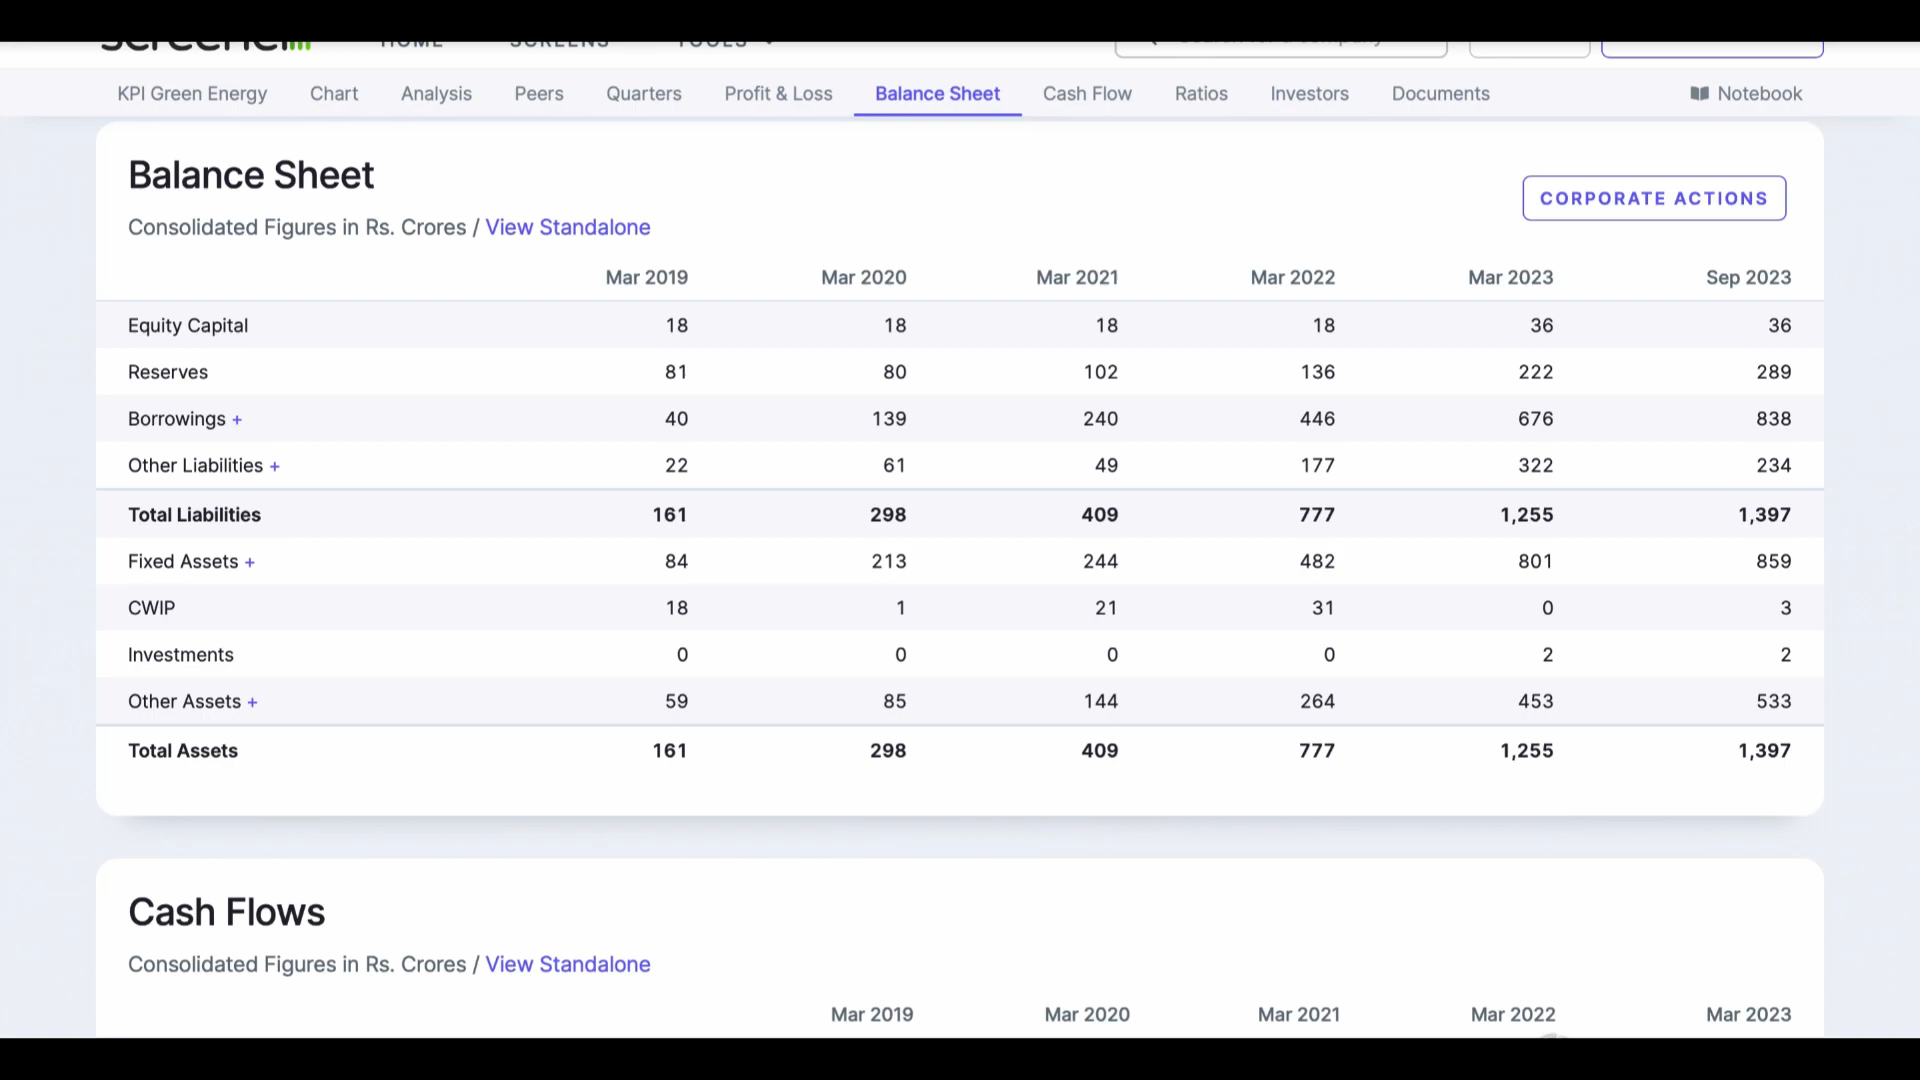 screener
HOME SCREENS TOOLS
KPI Green Energy Chart Analysis Peers Quarters Profit & Loss Balance Sheet Cash Flow Ratios Investors Documents Notebook
Balance Sheet
CORPORATE ACTIONS
Consolidated Figures in Rs. Crores / View Standalone
Mar 2019 Mar 2020 Mar 2021 Mar 2022 Mar 2023 Sep 2023
Equity Capital 18 18 18 18 36 36
Reserves 81 80 102 136 222 289
Borrowings + 40 139 240 446 676 838
Other Liabilities + 22 61 49 177 322 234
Total Liabilities 161 298 409 777 1,255 1,397
Fixed Assets + 84 213 244 482 801 859
CWIP 18 1 21 31 0 3
Investments 0 0 0 0 2 2
Other Assets + 59 85 144 264 453 533
Total Assets 161 298 409 777 1,255 1,397
Cash Flows
Consolidated Figures in Rs. Crores / View Standalone
Mar 2019 Mar 2020 Mar 2021 Mar 2022 Mar 2023